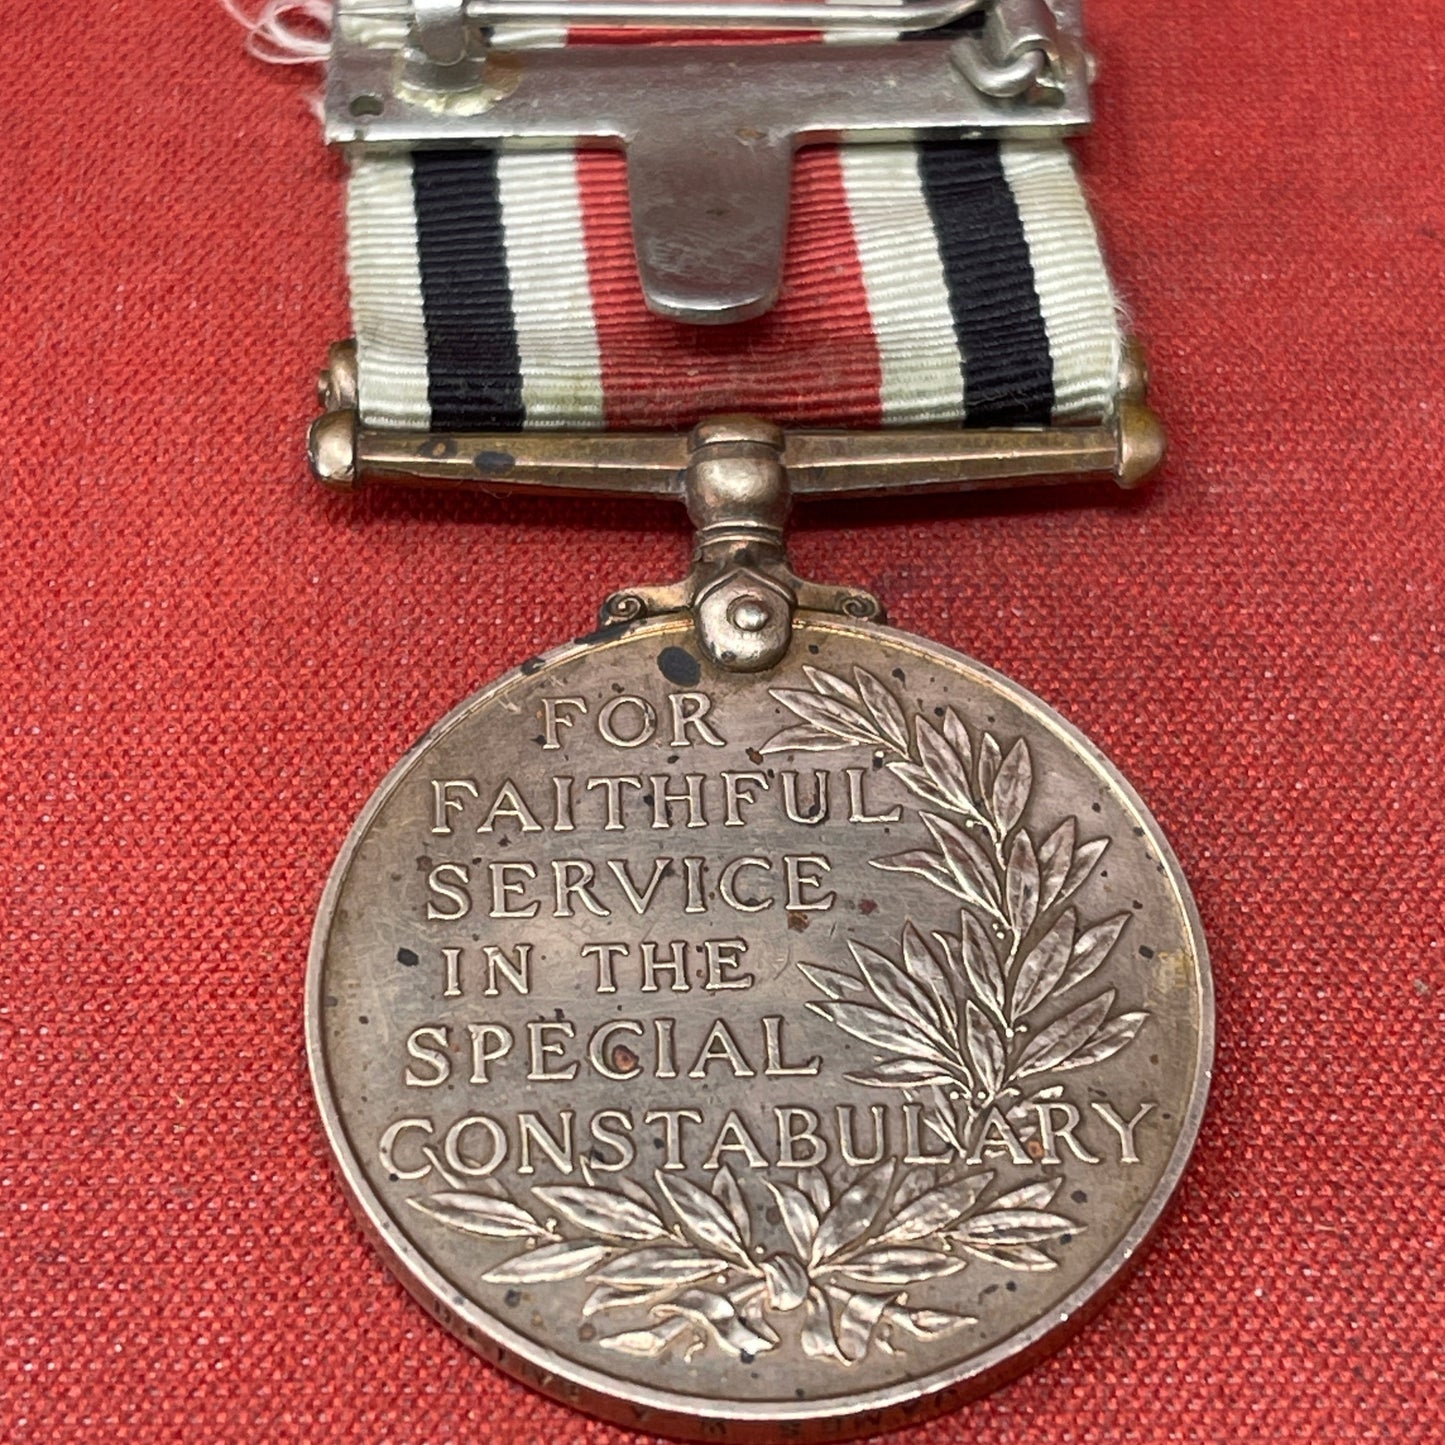 FOR
FAITHFUL
SERVICE
IN THE
SPECIAL
CONSTABULARY